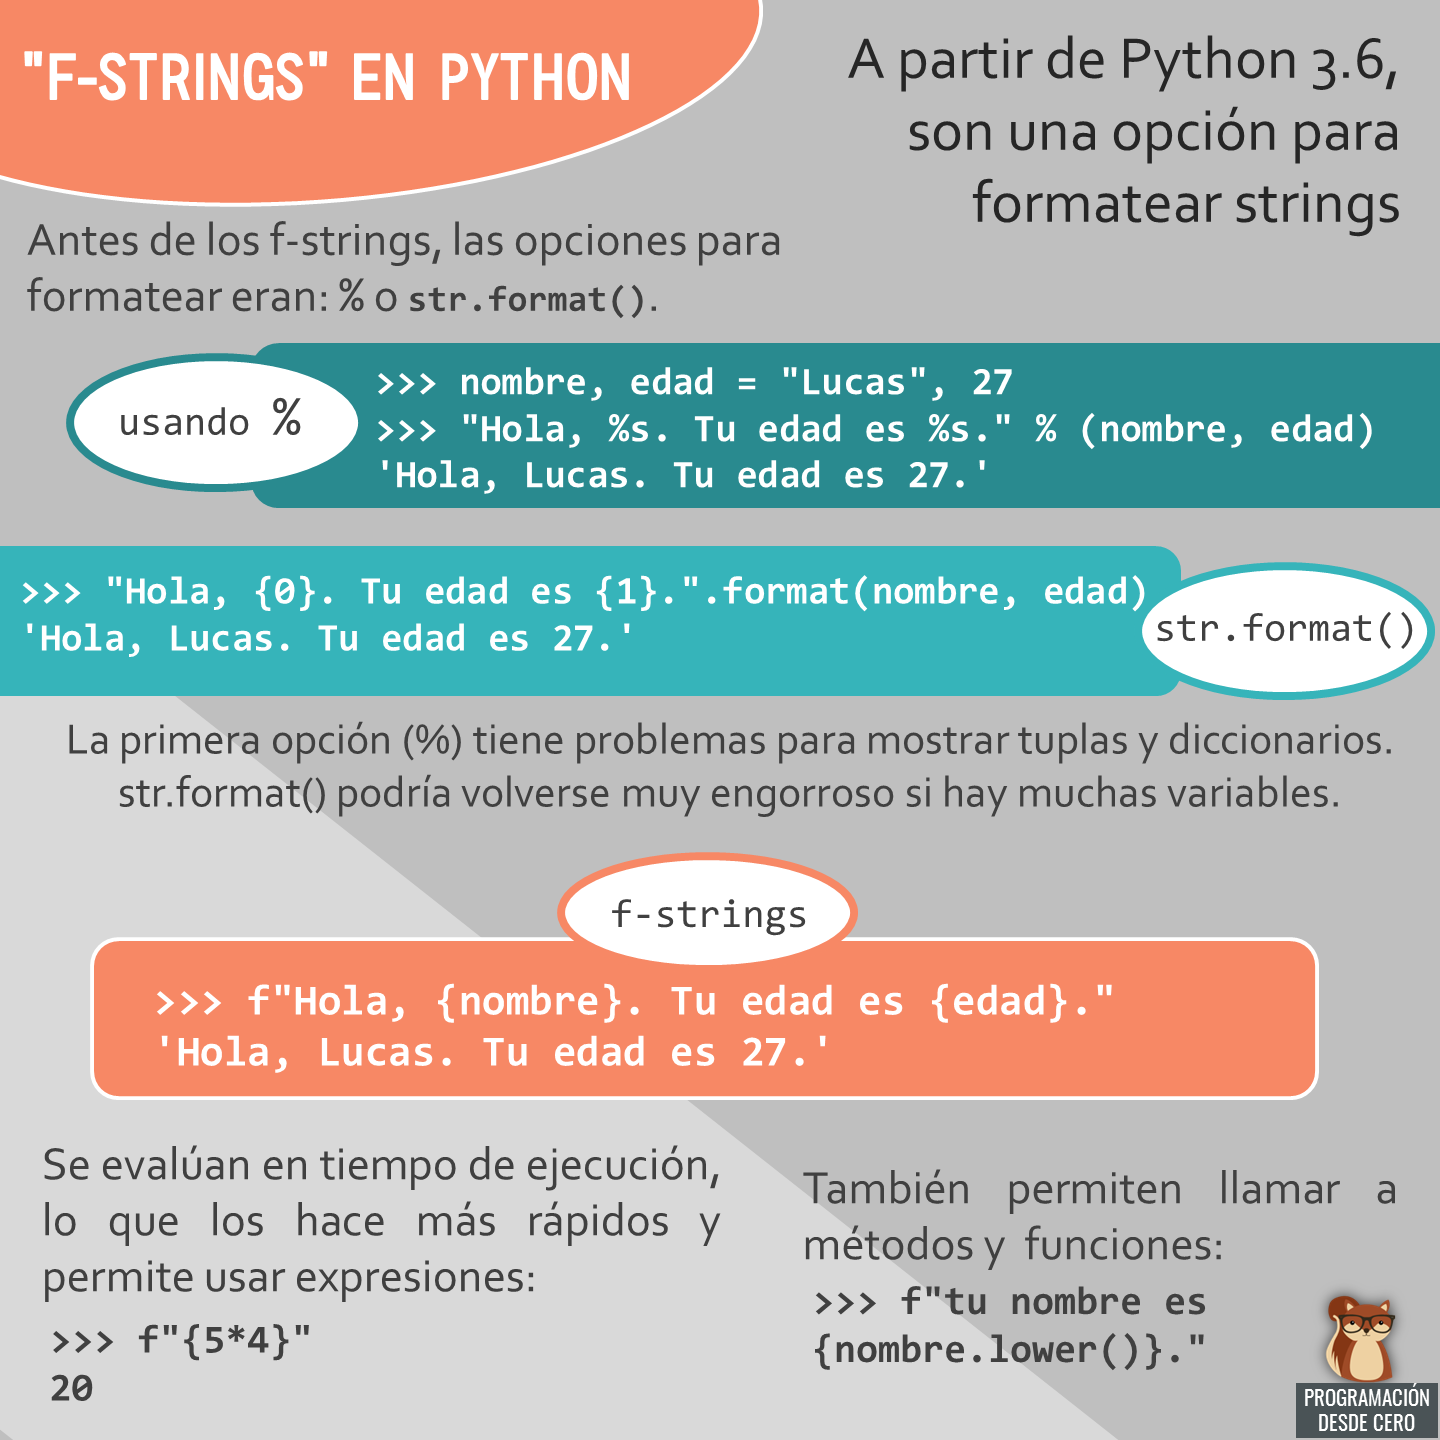 "F-STRINGS" EN PYTHON
A partir de Python 3.6,
son una opción para
formatear strings
Antes de los f-strings, las opciones para
formatear eran: % o str.format().
usando %
>>> nombre, edad = "Lucas", 27
>>> "Hola, %s. Tu edad es %s." % (nombre, edad)
'Hola, Lucas. Tu edad es 27.'
>>> "Hola, {0}. Tu edad es {1}.".format(nombre, edad)
'Hola, Lucas. Tu edad es 27.'
str.format()
La primera opción (%) tiene problemas para mostrar tuplas y diccionarios.
str.format() podría volverse muy engorroso si hay muchas variables.
f-strings
>>> f"Hola, {nombre}. Tu edad es {edad}."
'Hola, Lucas. Tu edad es 27.'
Se evalúan en tiempo de ejecución,
lo que los hace más rápidos y
permite usar expresiones:
>>> f"{5*4}"
20
También permiten llamar a
métodos y funciones:
>>> f"tu nombre es
{nombre.lower()}."
PROGRAMACIÓN
DESDE CERO